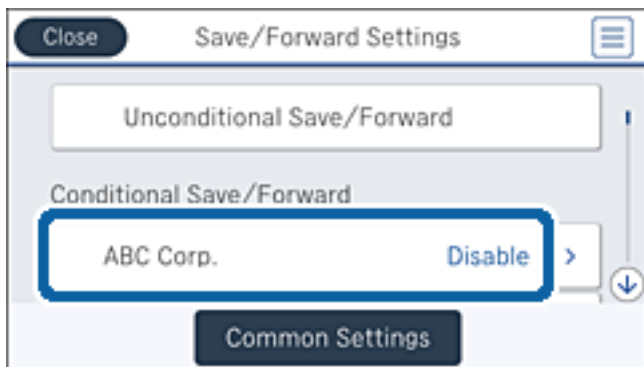 Close Save/Forward Settings
Unconditional Save/Forward
Conditional Save/Forward
ABC Corp. Disable >
Common Settings